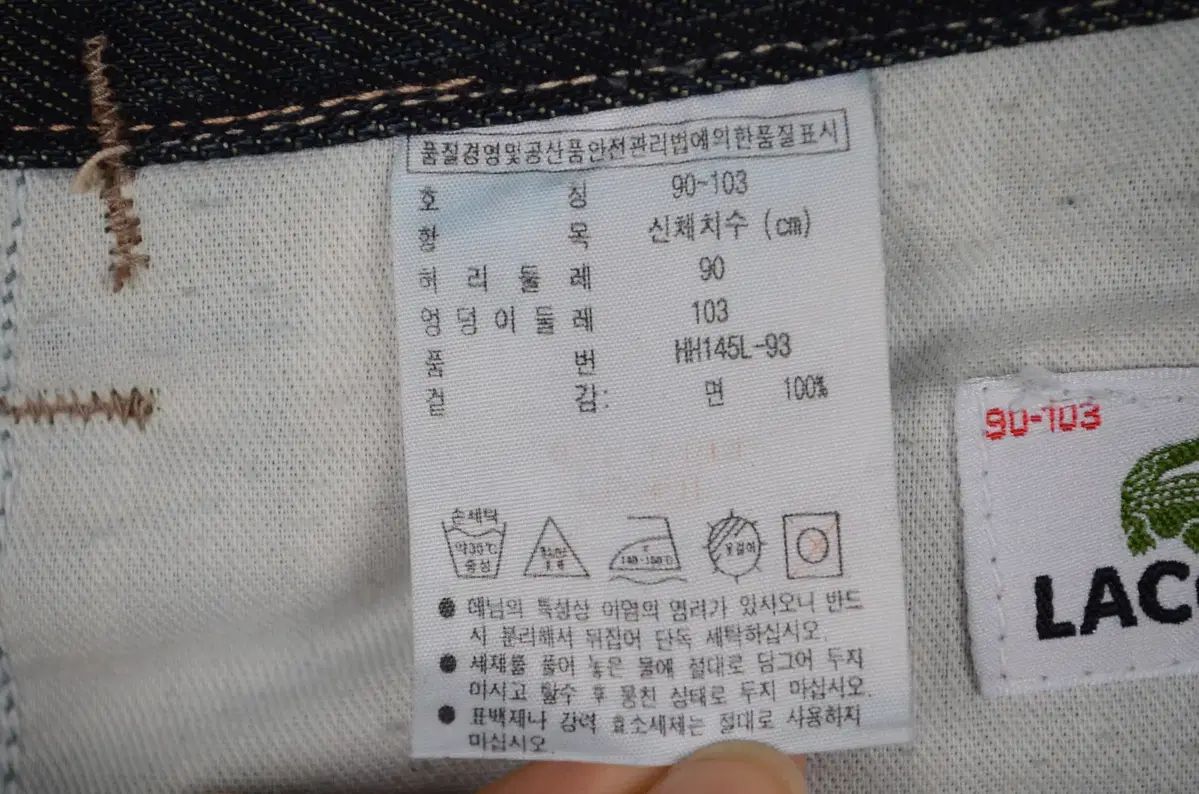 품질경영및공산품안전관리법에의한품질표시
호 칭 90-103
항 목 신체치수 (cm)
허 리 둘 레 90
엉 덩 이 둘 레 103
품 번 HH145L-93
겉 감: 면 100%
손세탁
약30℃
중성
옷걸이
● 데님의 특성상 이염의 염려가 있사오니 반드
시 분리해서 뒤집어 단독 세탁하십시오.
● 세제를 풀어 놓은 물에 절대로 담그어 두지
마시고 탈수 후 뭉친 상태로 두지 마십시오.
● 표백제나 강력 효소세제는 절대로 사용하지
마십시오
90-103
LAC